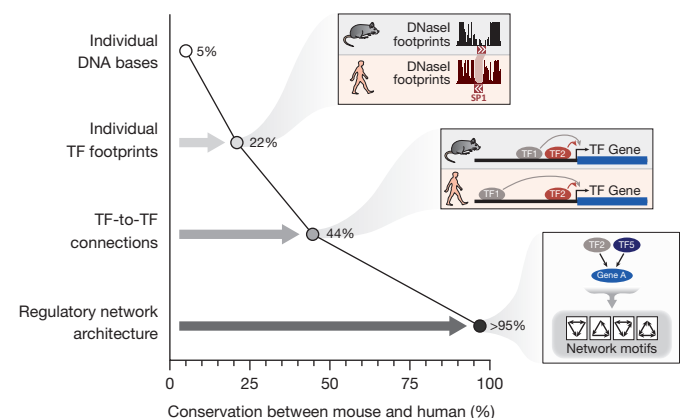 Individual
DNA bases
5%
DNaseI
footprints
DNaseI
footprints
SP1
Individual
TF footprints
22%
TF1
TF2
TF Gene
TF1
TF2
TF Gene
TF-to-TF
connections
44%
TF2
TF5
Gene A
Network motifs
Regulatory network
architecture
>95%
0
25
50
75
100
Conservation between mouse and human (%)